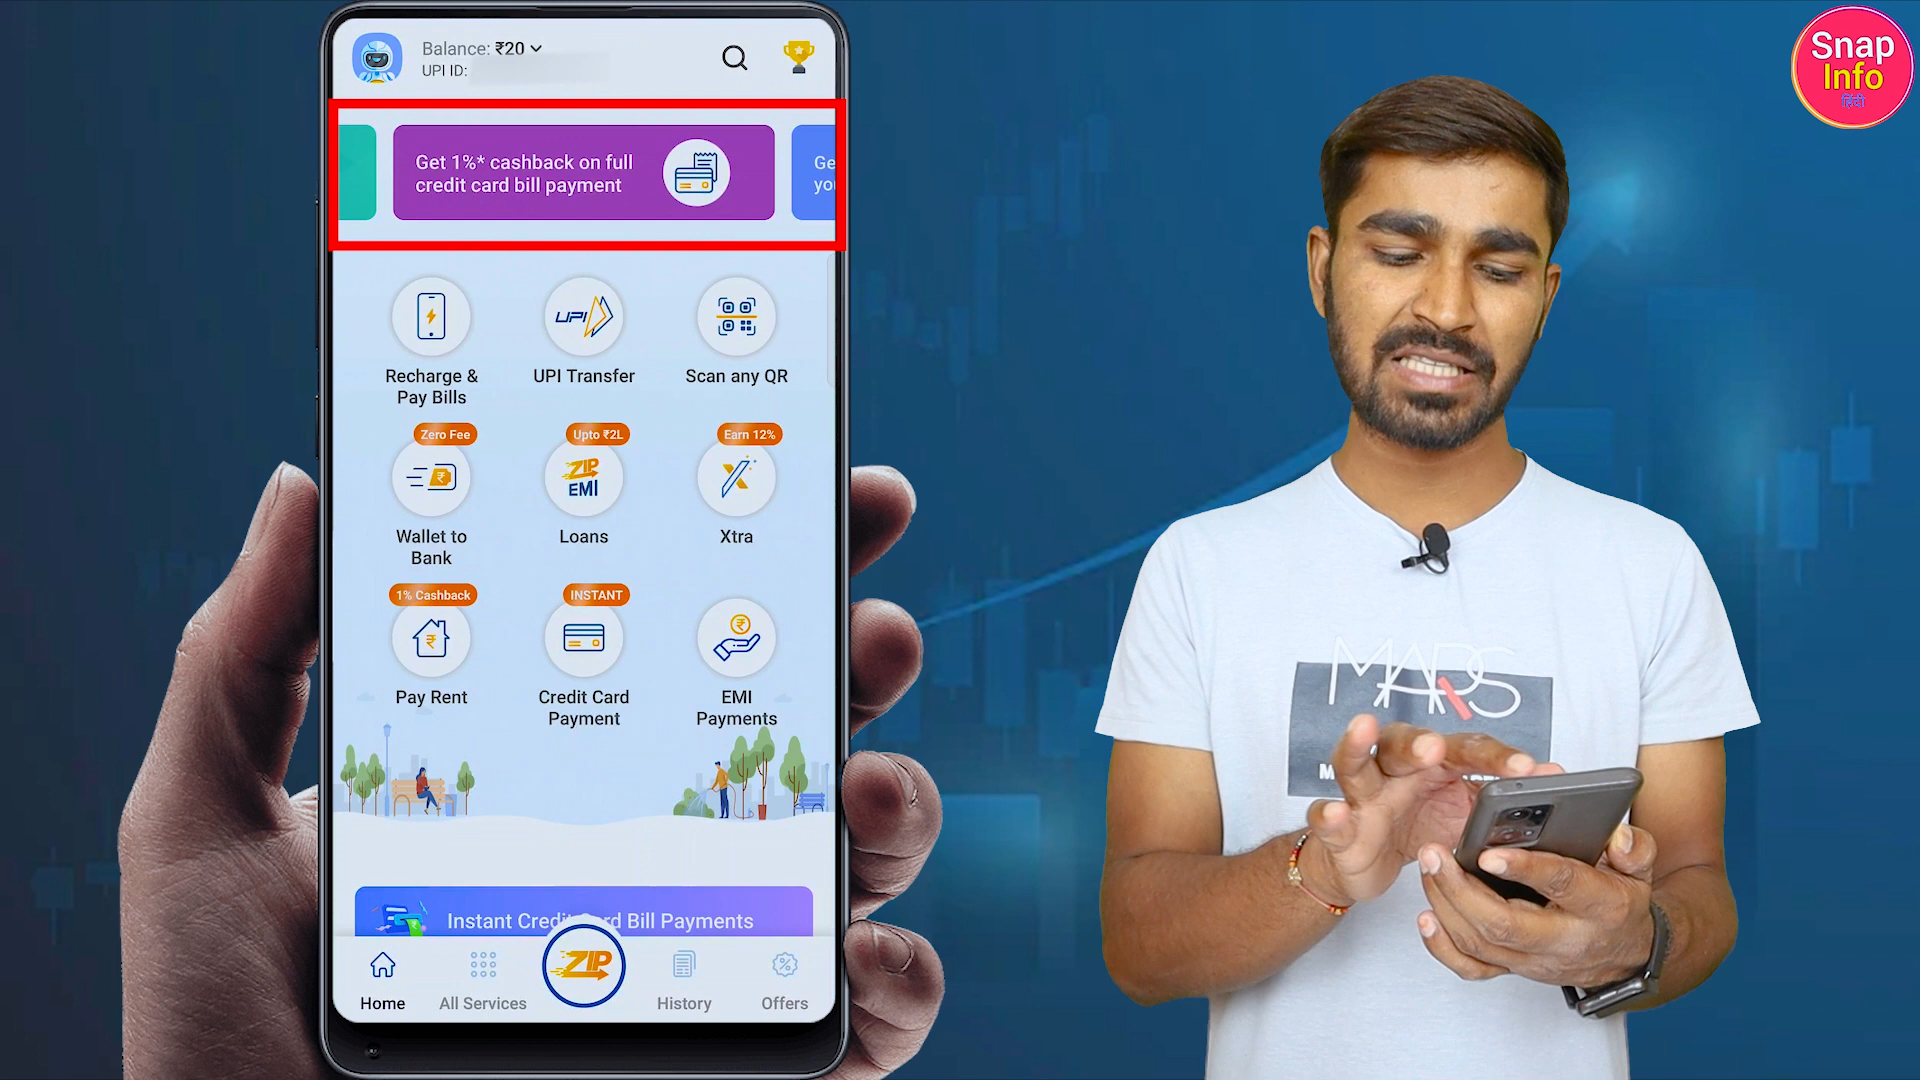 Balance: ₹20
UPI ID:
Get 1%* cashback on full
credit card bill payment
Ge
you
Recharge &
Pay Bills
UPI
UPI Transfer
Scan any QR
Zero Fee
Wallet to
Bank
Upto ₹2L
ZIP
EMI
Loans
Earn 12%
Xtra
1% Cashback
Pay Rent
INSTANT
Credit Card
Payment
EMI
Payments
Instant Credit Card Bill Payments
Home
All Services
ZIP
History
Offers
Snap
Info
हिंदी
MARS